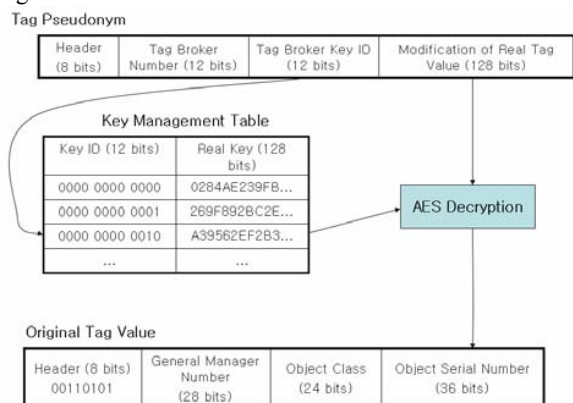 Tag Pseudonym
Header
(8 bits)
Tag Broker
Number (12 bits)
Tag Broker Key ID
(12 bits)
Modification of Real Tag
Value (128 bits)
Key Management Table
Key ID (12 bits)
Real Key (128
bits)
0000 0000 0000
0284AE239FB...
0000 0000 0001
269F892BC2E...
0000 0000 0010
A39562EF2B3...
...
...
AES Decryption
Original Tag Value
Header (8 bits)
00110101
General Manager
Number
(28 bits)
Object Class
(24 bits)
Object Serial Number
(36 bits)